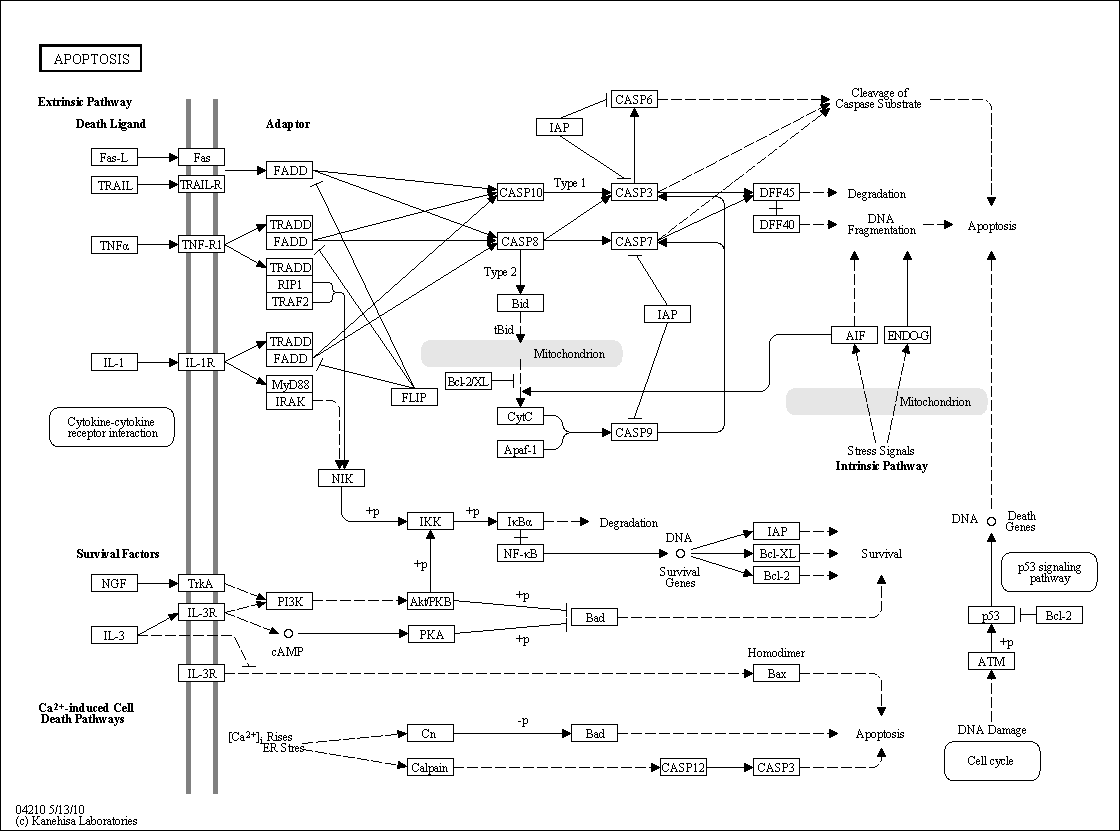 APOPTOSIS
Extrinsic Pathway
Death Ligand
Adaptor
Fas-L
Fas
TRAIL
TRAIL-R
FADD
TNFα
TNF-R1
TRADD
FADD
TRADD
RIP1
TRAF2
IL-1
IL-1R
TRADD
FADD
MyD88
IRAK
FLIP
Cytokine-cytokine
receptor interaction
NIK
CASP6
IAP
CASP10
Type 1
CASP3
CASP8
CASP7
Type 2
Bid
tBid
Mitochondrion
Bcl-2/XL
CytC
Apaf-1
CASP9
IAP
Cleavage of
Caspase Substrate
DFF45
Degradation
DFF40
DNA
Fragmentation
Apoptosis
AIF
ENDO-G
Mitochondrion
Stress Signals
Intrinsic Pathway
+p
IKK
+p
IκBα
Degradation
NF-κB
DNA
Survival
Genes
IAP
Bcl-XL
Bcl-2
Survival
DNA
Death
Genes
p53 signaling
pathway
p53
Bcl-2
+p
ATM
DNA Damage
Cell cycle
Survival Factors
NGF
TrkA
PI3K
+p
Akt/PKB
+p
IL-3
IL-3R
cAMP
PKA
+p
Bad
IL-3R
Homodimer
Bax
Ca2+-induced Cell
Death Pathways
[Ca2+]i Rises
ER Stres
Cn
-p
Bad
Apoptosis
Calpain
CASP12
CASP3
04210 5/13/10
(c) Kanehisa Laboratories